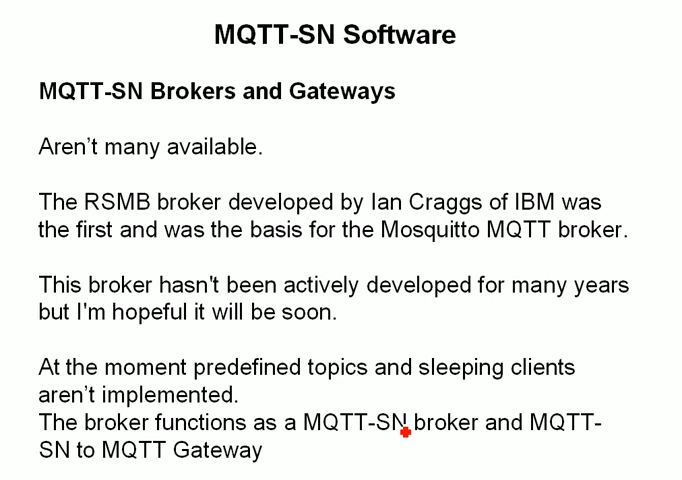 MQTT-SN Software
MQTT-SN Brokers and Gateways
Aren’t many available.
The RSMB broker developed by Ian Craggs of IBM was
the first and was the basis for the Mosquitto MQTT broker.
This broker hasn't been actively developed for many years
but I'm hopeful it will be soon.
At the moment predefined topics and sleeping clients
aren’t implemented.
The broker functions as a MQTT-SN broker and MQTT-
SN to MQTT Gateway